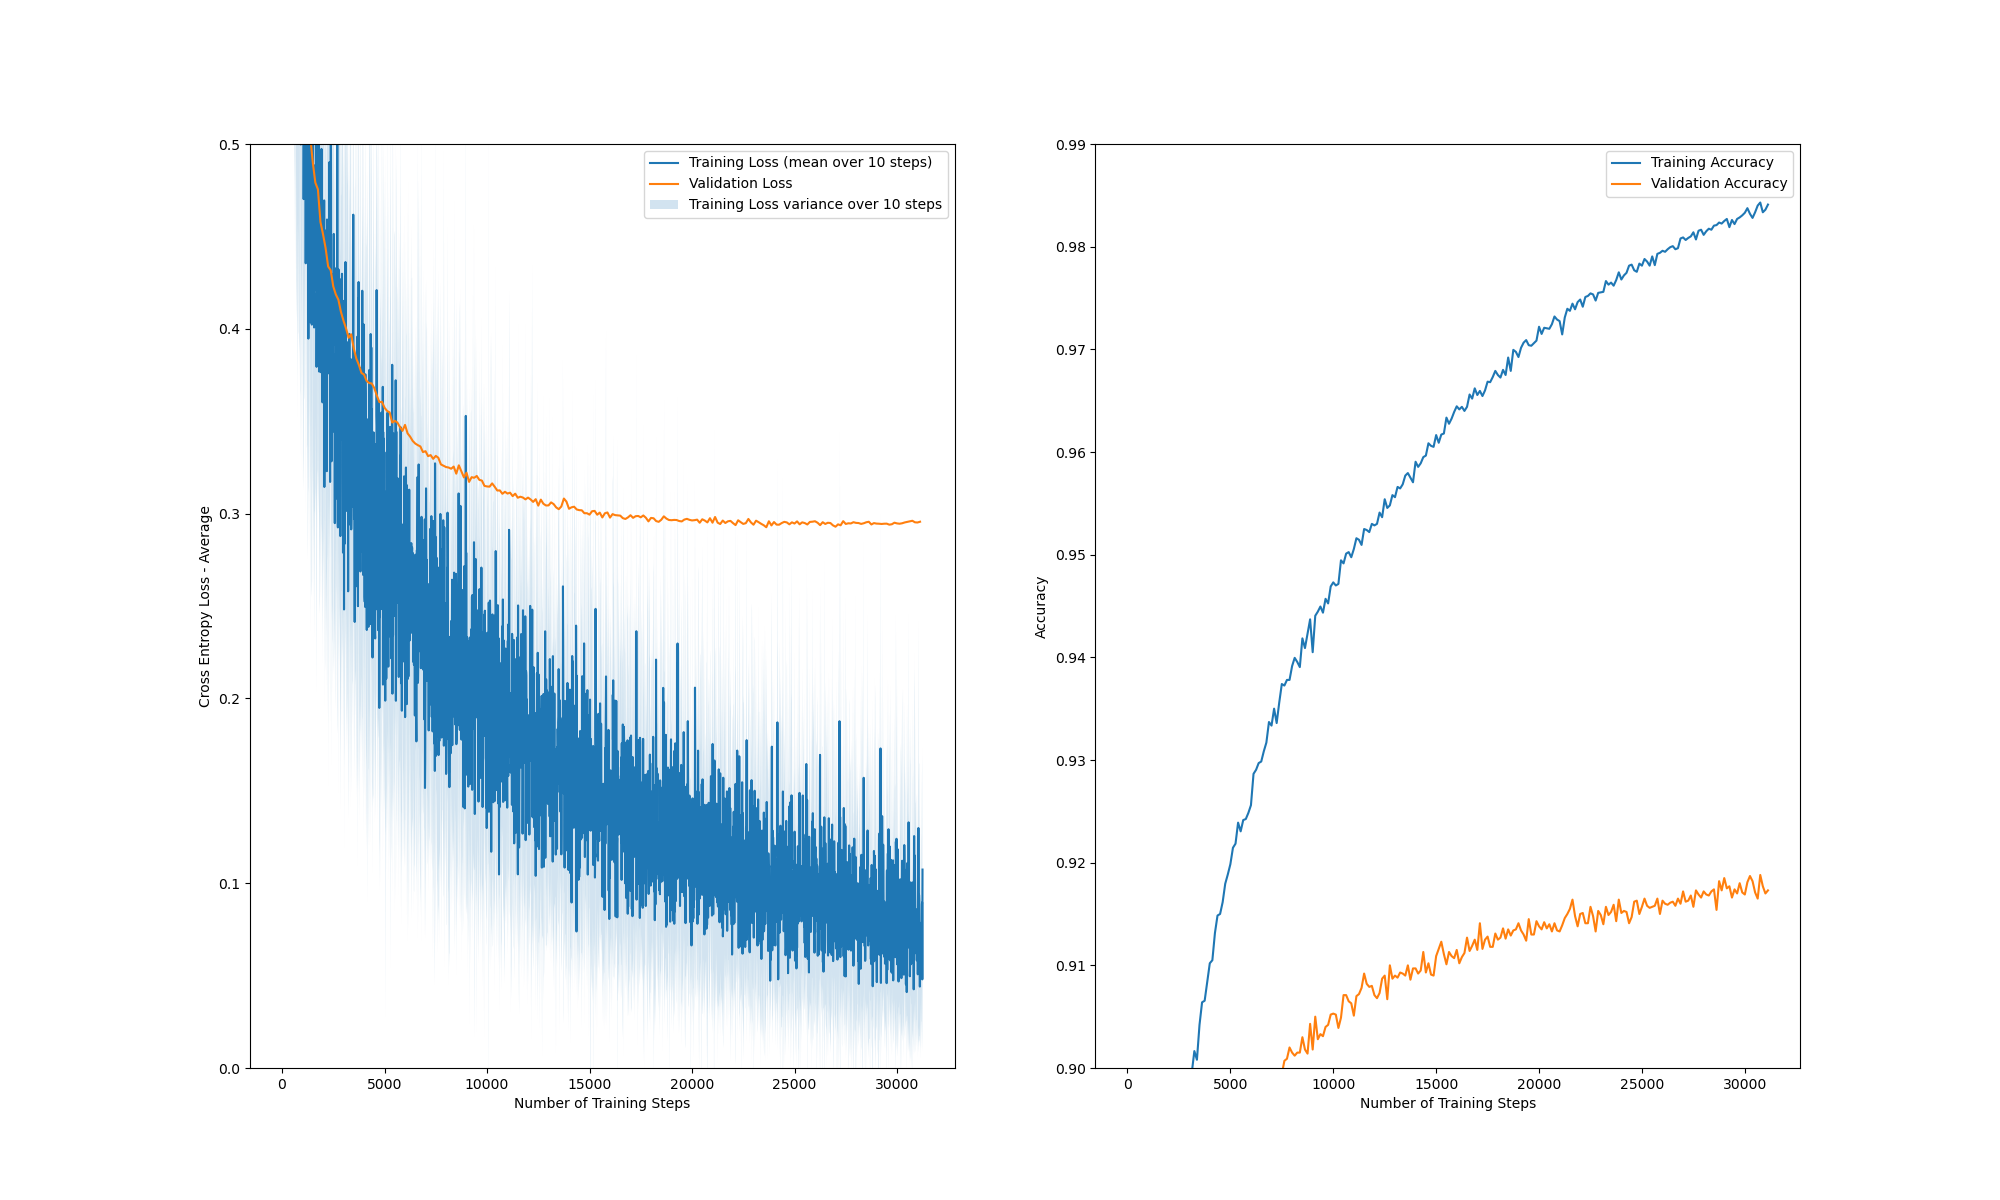 0.5
0.4
0.3
0.2
0.1
0.0
Cross Entropy Loss - Average
Training Loss (mean over 10 steps)
Validation Loss
Training Loss variance over 10 steps
0 5000 10000 15000 20000 25000 30000
Number of Training Steps
0.99
0.98
0.97
0.96
0.95
0.94
0.93
0.92
0.91
0.90
Accuracy
Training Accuracy
Validation Accuracy
0 5000 10000 15000 20000 25000 30000
Number of Training Steps